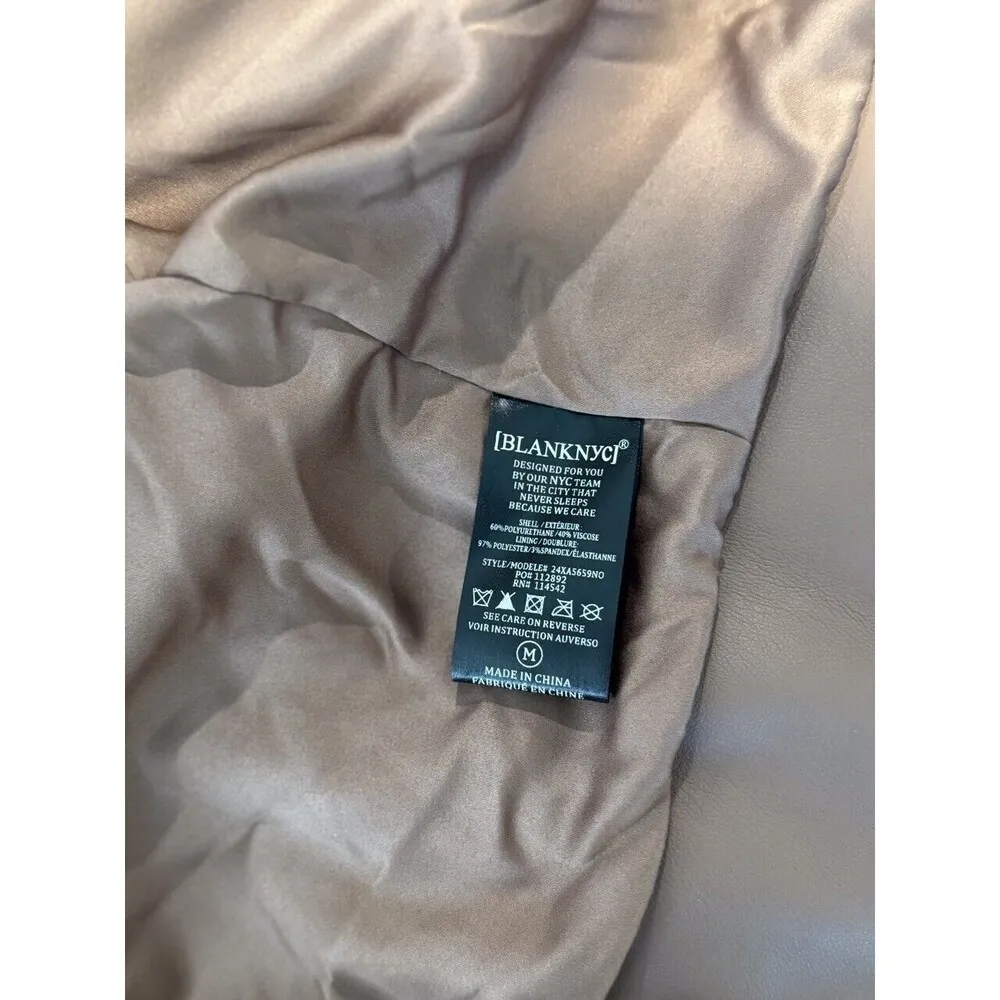 [BLANKNYC]®
DESIGNED FOR YOU
BY OUR NYC TEAM
IN THE CITY THAT
NEVER SLEEPS
BECAUSE WE CARE
SHELL / EXTÉRIEUR:
60%POLYURETHANE/40% VISCOSE
LINING / DOUBLURE:
97% POLYESTER/3%SPANDEX/ÉLASTHANNE
STYLE/MODELE# 24XA5659NO
PO# 112892
RN# 114542
SEE CARE ON REVERSE
VOIR INSTRUCTION AUVERSO
M
MADE IN CHINA
FABRIQUÉ EN CHINE